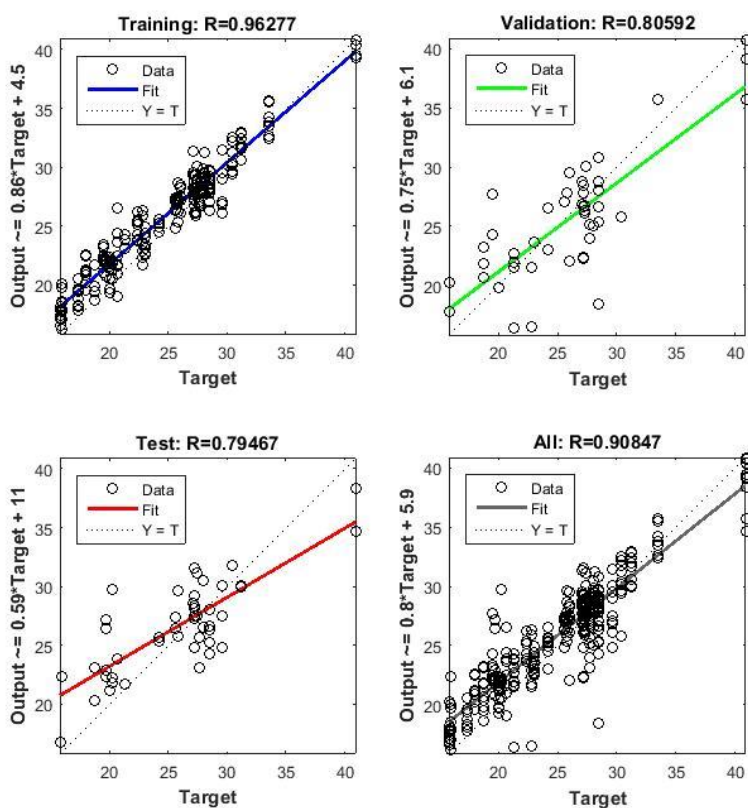 Training: R=0.96277
Output ~= 0.86*Target + 4.5
40
35
30
25
20
Data
Fit
Y = T
20
25
30
35
40
Target
Validation: R=0.80592
Output ~= 0.75*Target + 6.1
40
35
30
25
20
Data
Fit
Y = T
20
25
30
35
40
Target
Test: R=0.79467
Output ~= 0.59*Target + 11
40
35
30
25
20
Data
Fit
Y = T
20
25
30
35
40
Target
All: R=0.90847
Output ~= 0.8*Target + 5.9
40
35
30
25
20
Data
Fit
Y = T
20
25
30
35
40
Target